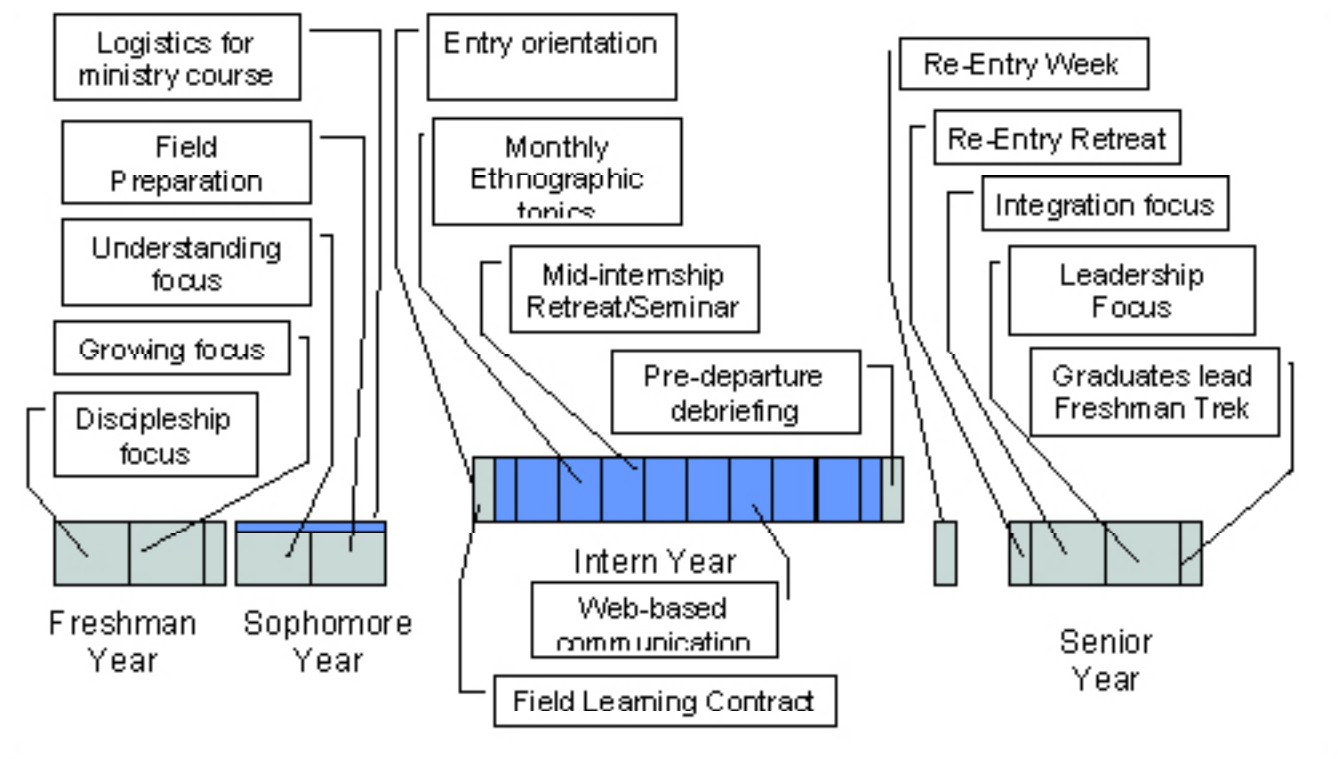 Logistics for
ministry course
Field
Preparation
Understanding
focus
Growing focus
Discipleship
focus
Freshman
Year
Sophomore
Year
Entry orientation
Monthly
Ethnographic
topics
Mid-internship
Retreat/Seminar
Pre-departure
debriefing
Intern Year
Web-based
communication
Field Learning Contract
Re-Entry Week
Re-Entry Retreat
Integration focus
Leadership
Focus
Graduates lead
Freshman Trek
Senior
Year